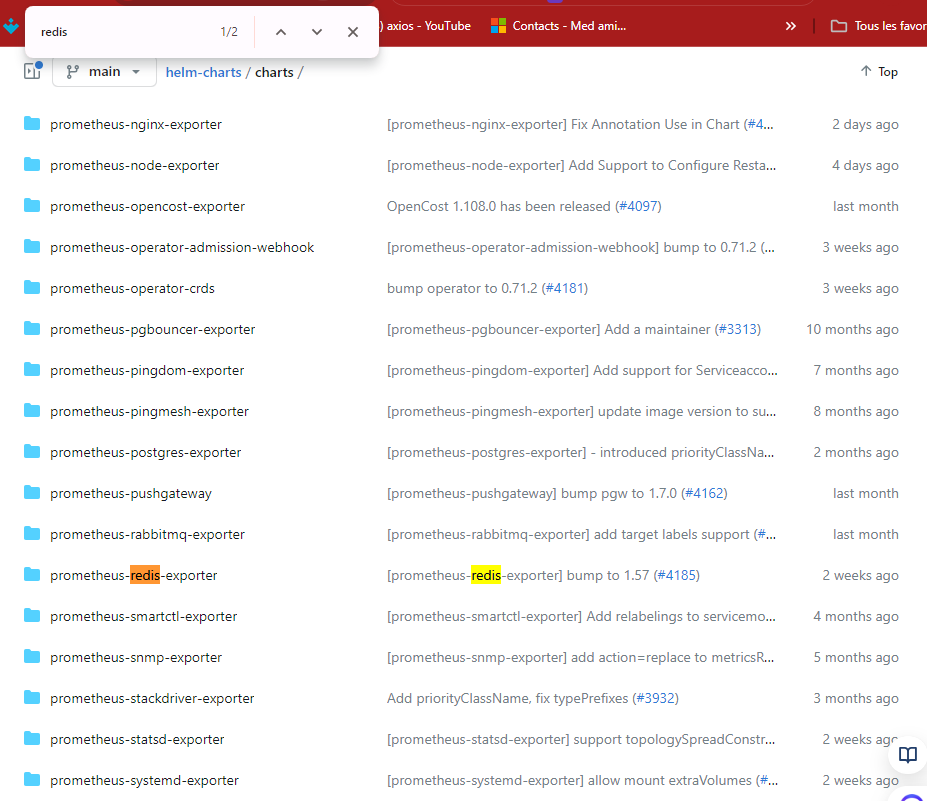 redis 1/2
) axios - YouTube Contacts - Med ami... » Tous les favor
main helm-charts / charts / Top
prometheus-nginx-exporter [prometheus-nginx-exporter] Fix Annotation Use in Chart (#4... 2 days ago
prometheus-node-exporter [prometheus-node-exporter] Add Support to Configure Resta... 4 days ago
prometheus-opencost-exporter OpenCost 1.108.0 has been released (#4097) last month
prometheus-operator-admission-webhook [prometheus-operator-admission-webhook] bump to 0.71.2 (... 3 weeks ago
prometheus-operator-crds bump operator to 0.71.2 (#4181) 3 weeks ago
prometheus-pgbouncer-exporter [prometheus-pgbouncer-exporter] Add a maintainer (#3313) 10 months ago
prometheus-pingdom-exporter [prometheus-pingdom-exporter] Add support for Serviceacco... 7 months ago
prometheus-pingmesh-exporter [prometheus-pingmesh-exporter] update image version to su... 8 months ago
prometheus-postgres-exporter [prometheus-postgres-exporter] - introduced priorityClassNa... 2 months ago
prometheus-pushgateway [prometheus-pushgateway] bump pgw to 1.7.0 (#4162) last month
prometheus-rabbitmq-exporter [prometheus-rabbitmq-exporter] add target labels support (#... last month
prometheus-redis-exporter [prometheus-redis-exporter] bump to 1.57 (#4185) 2 weeks ago
prometheus-smartctl-exporter [prometheus-smartctl-exporter] Add relabelings to servicemo... 4 months ago
prometheus-snmp-exporter [prometheus-snmp-exporter] add action=replace to metricsR... 5 months ago
prometheus-stackdriver-exporter Add priorityClassName, fix typePrefixes (#3932) 3 months ago
prometheus-statsd-exporter [prometheus-statsd-exporter] support topologySpreadConstr... 2 weeks ago
prometheus-systemd-exporter [prometheus-systemd-exporter] allow mount extraVolumes (#... 2 weeks ago